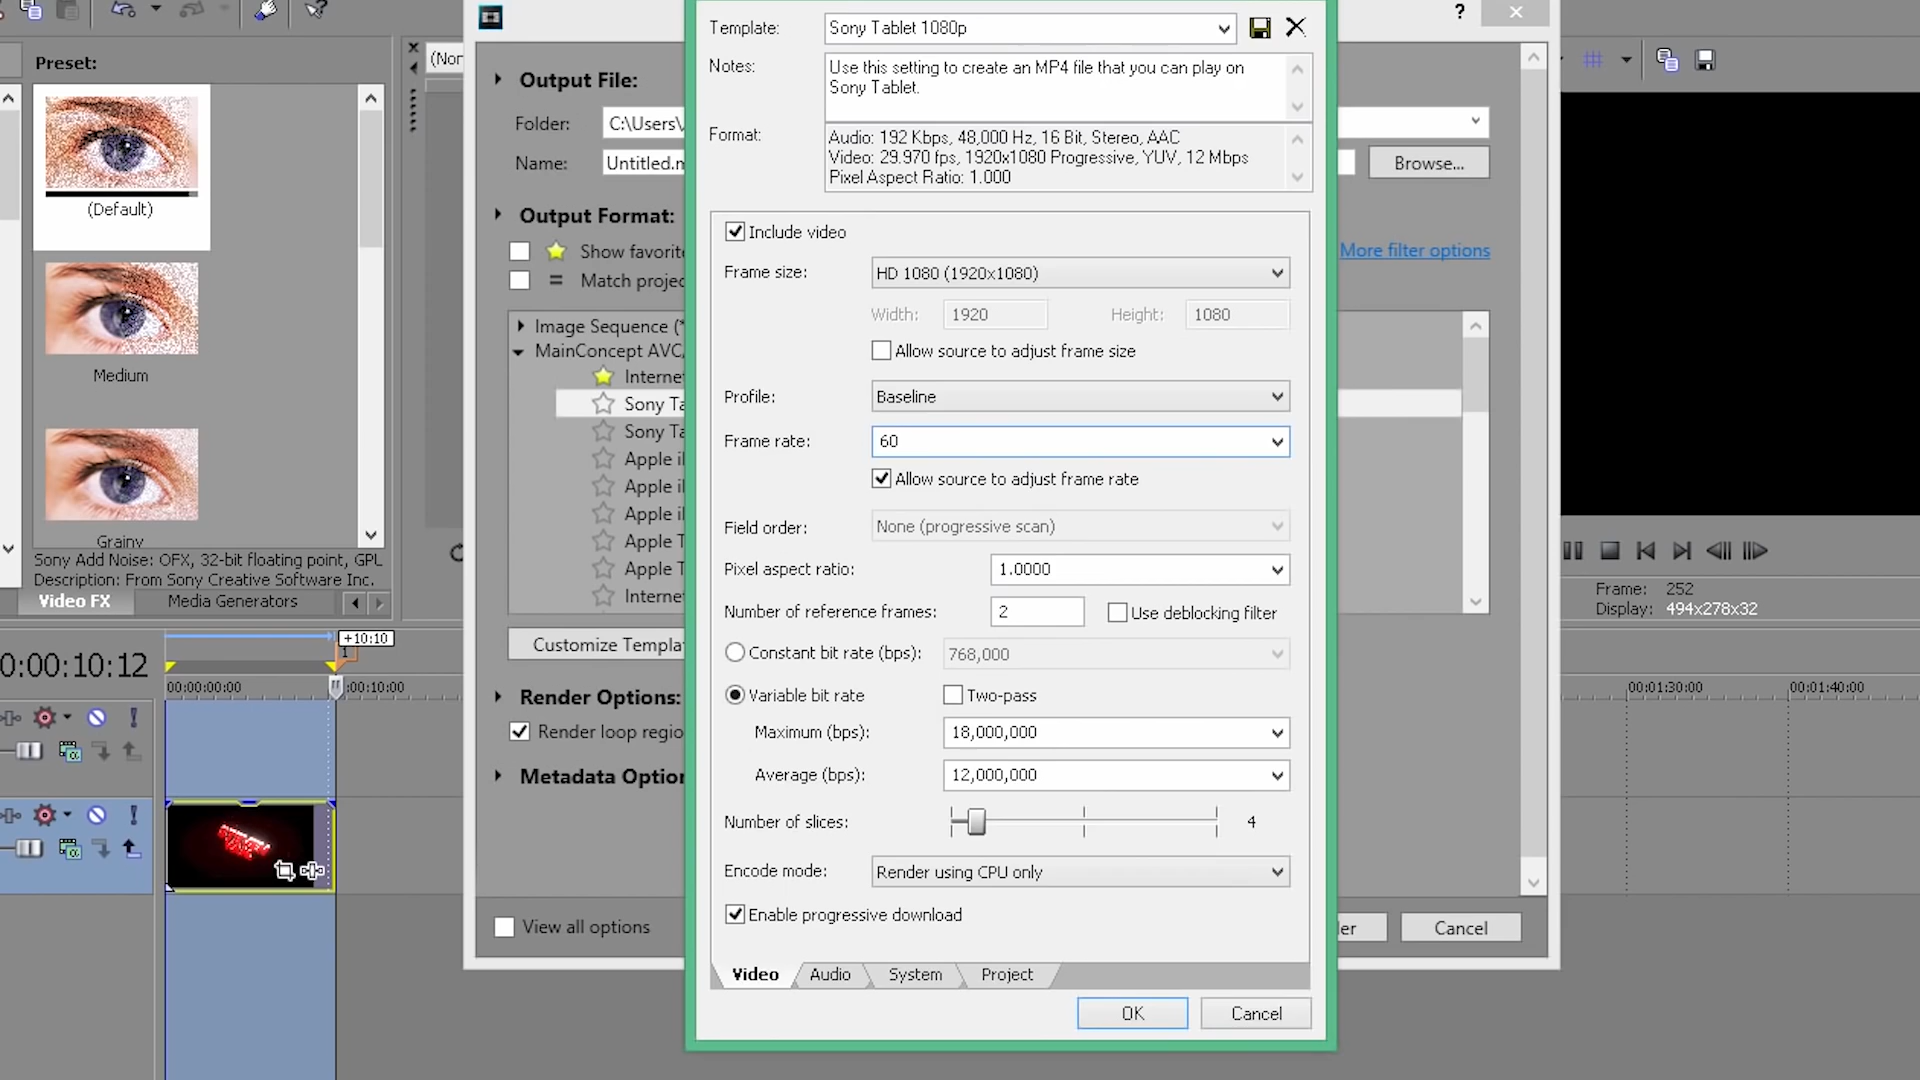 Preset:
(Default)
Medium
Grainy
Sony Add Noise: OFX, 32-bit floating point, GPU
Description: From Sony Creative Software Inc.
Video FX
Media Generators
?
Output File:
Folder:
C:\Users\
Name:
Untitled.m
Browse...
Output Format:
Show favorite
Match projec
More filter options
Image Sequence (*
MainConcept AVC/
Interne
Sony Ta
Sony Ta
Apple i
Apple i
Apple i
Apple T
Apple T
Interne
Customize Templa
Render Options:
Render loop regio
Metadata Option
View all options
er
Cancel
Template:
Sony Tablet 1080p
Notes:
Use this setting to create an MP4 file that you can play on
Sony Tablet.
Format:
Audio: 192 Kbps, 48,000 Hz, 16 Bit, Stereo, AAC
Video: 29.970 fps, 1920x1080 Progressive, YUV, 12 Mbps
Pixel Aspect Ratio: 1.000
Include video
Frame size:
HD 1080 (1920x1080)
Width:
1920
Height:
1080
Allow source to adjust frame size
Profile:
Baseline
Frame rate:
60
Allow source to adjust frame rate
Field order:
None (progressive scan)
Pixel aspect ratio:
1.0000
Number of reference frames:
2
Use deblocking filter
Constant bit rate (bps):
768,000
Variable bit rate
Two-pass
Maximum (bps):
18,000,000
Average (bps):
12,000,000
Number of slices:
4
Encode mode:
Render using CPU only
Enable progressive download
Video
Audio
System
Project
OK
Cancel
Frame: 252
Display: 494x278x32
+10:10
1
0:00:10:12
00:00:00:00
:00:10:00
00:01:30:00
00:01:40:00